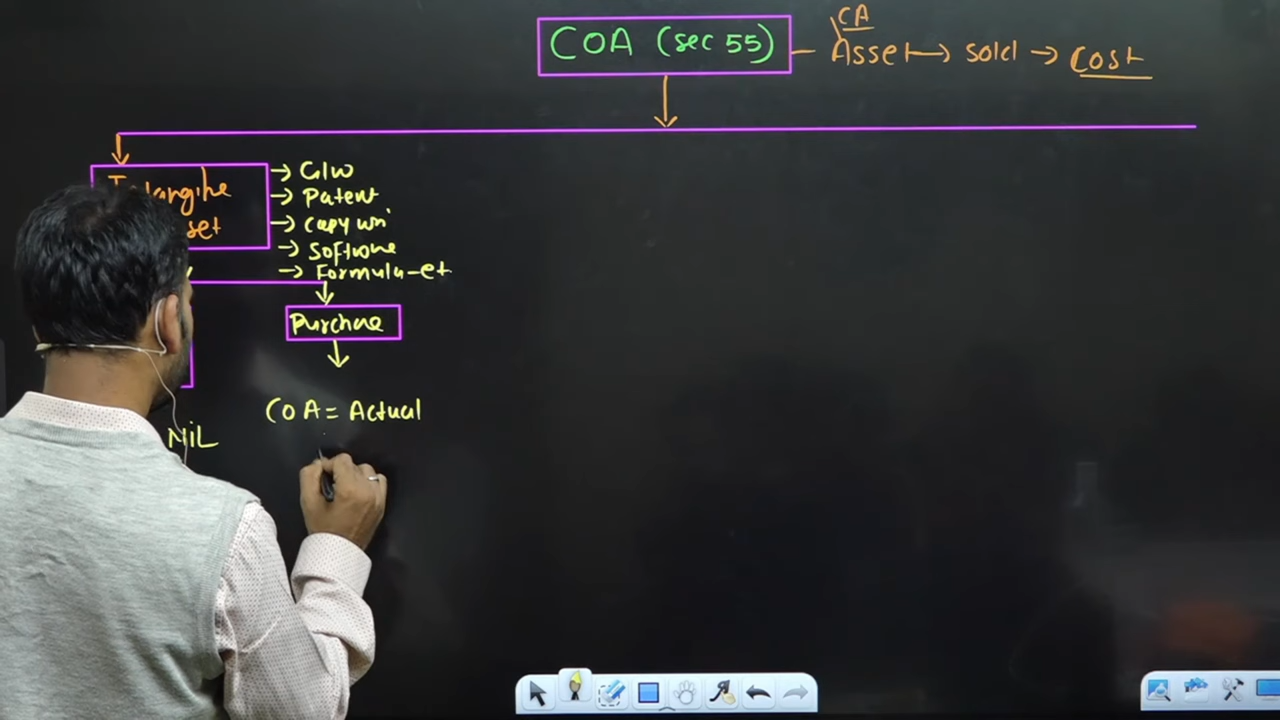 COA (sec 55)
CA
Asset → sold → Cost
→ G/w
→ Patent
→ Copy wri
→ Software
→ Formula-et
Purchase
COA = Actual
NiL